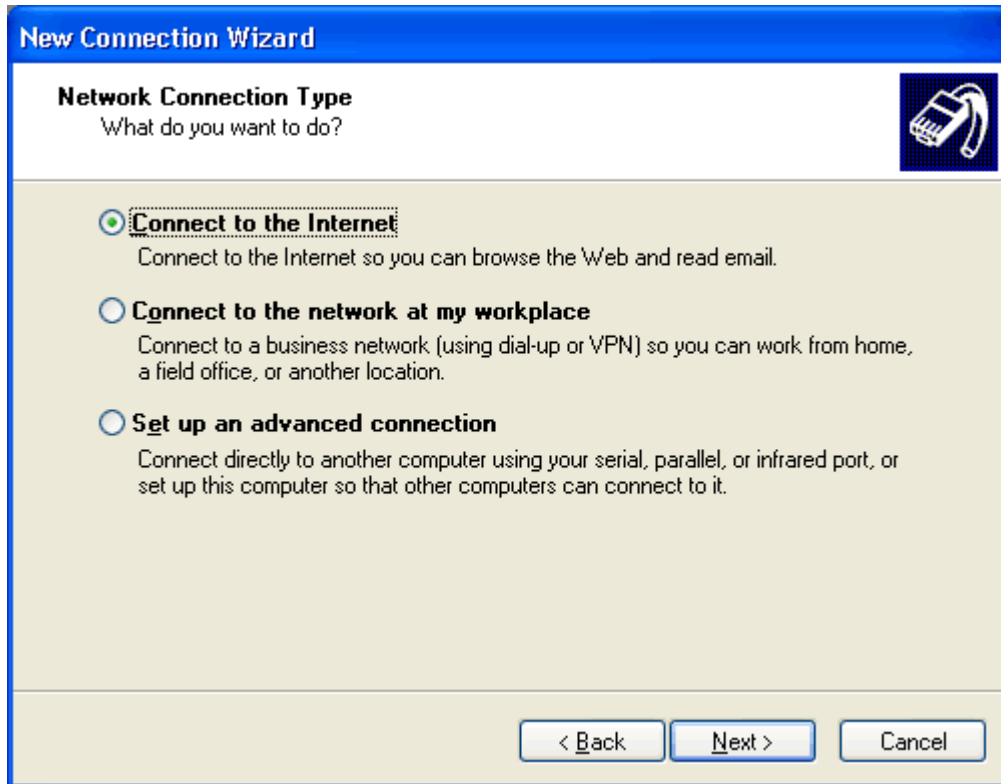 New Connection Wizard
Network Connection Type
What do you want to do?
Connect to the Internet
Connect to the Internet so you can browse the Web and read email.
Connect to the network at my workplace
Connect to a business network (using dial-up or VPN) so you can work from home,
a field office, or another location.
Set up an advanced connection
Connect directly to another computer using your serial, parallel, or infrared port, or
set up this computer so that other computers can connect to it.
< Back   Next >   Cancel